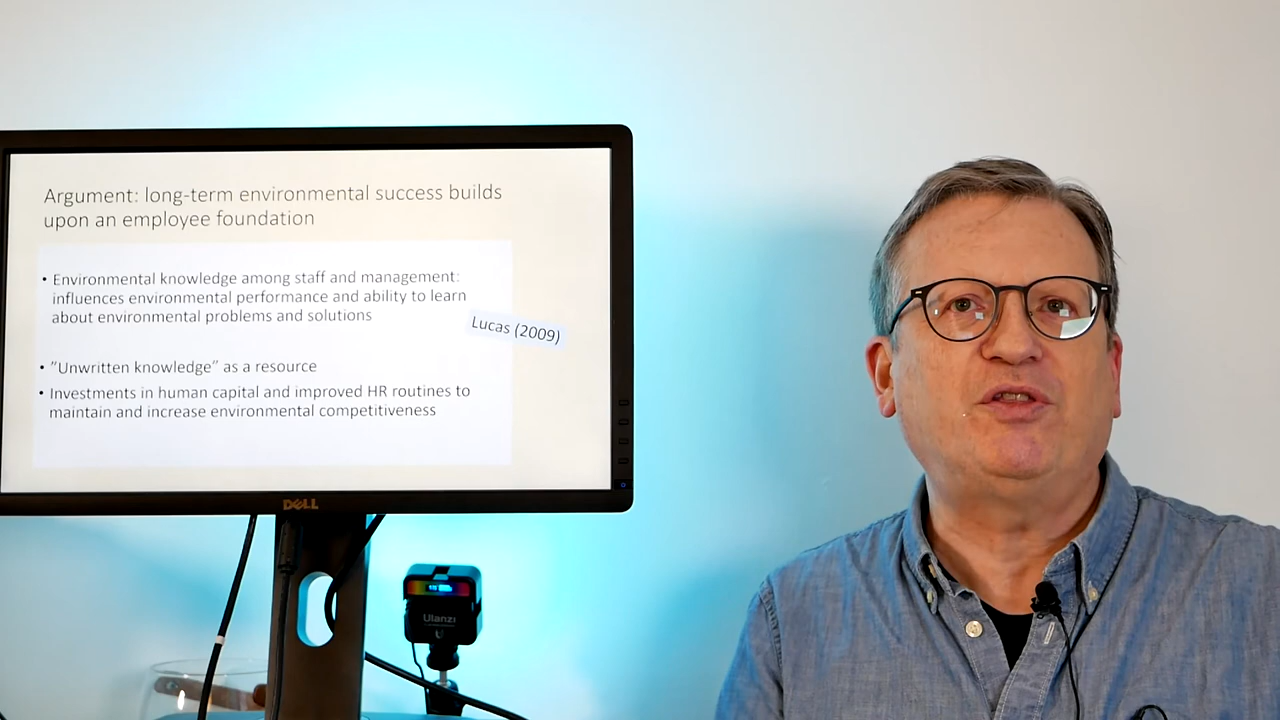 Argument: long-term environmental success builds
upon an employee foundation
• Environmental knowledge among staff and management:
influences environmental performance and ability to learn
about environmental problems and solutions
Lucas (2009)
• ”Unwritten knowledge” as a resource
• Investments in human capital and improved HR routines to
maintain and increase environmental competitiveness
DELL
Ulanzi